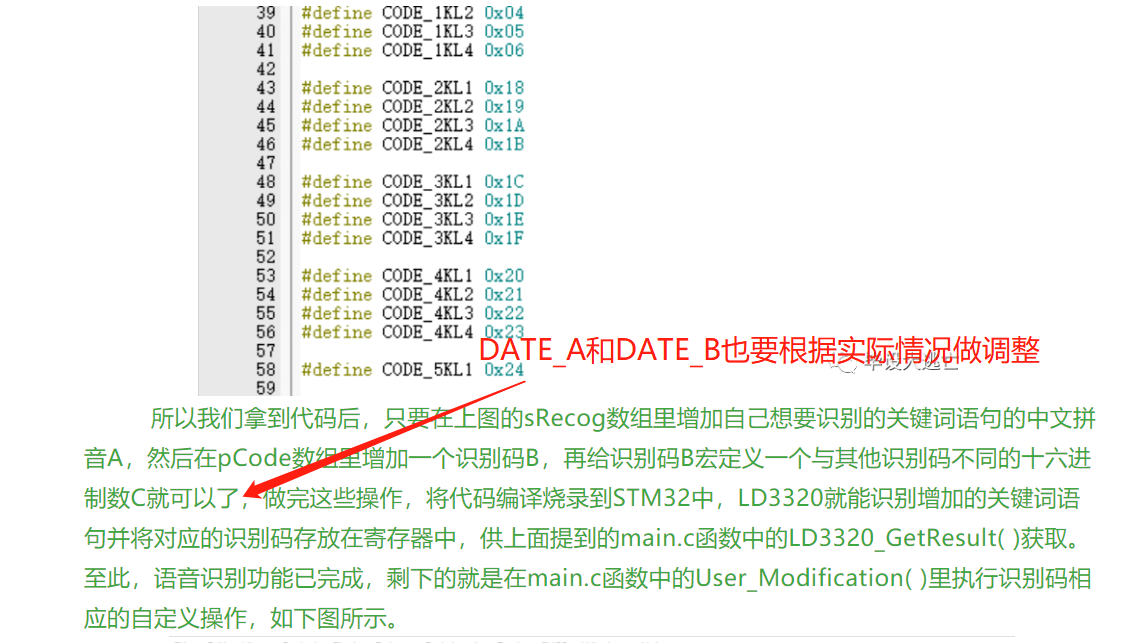 39 #define CODE_1KL2 0x04
40 #define CODE_1KL3 0x05
41 #define CODE_1KL4 0x06
42
43 #define CODE_2KL1 0x18
44 #define CODE_2KL2 0x19
45 #define CODE_2KL3 0x1A
46 #define CODE_2KL4 0x1B
47
48 #define CODE_3KL1 0x1C
49 #define CODE_3KL2 0x1D
50 #define CODE_3KL3 0x1E
51 #define CODE_3KL4 0x1F
52
53 #define CODE_4KL1 0x20
54 #define CODE_4KL2 0x21
55 #define CODE_4KL3 0x22
56 #define CODE_4KL4 0x23
DATE_A和DATE_B也要根据实际情况做调整
57
58 #define CODE_5KL1 0x24
59
所以我们拿到代码后，只要在上图的sRecog数组里增加自己想要识别的关键词语句的中文拼
音A，然后在pCode数组里增加一个识别码B，再给识别码B宏定义一个与其他识别码不同的十六进
制数C就可以了，做完这些操作，将代码编译烧录到STM32中，LD3320就能识别增加的关键词语
句并将对应的识别码存放在寄存器中，供上面提到的main.c函数中的LD3320_GetResult( )获取。
至此，语音识别功能已完成，剩下的就是在main.c函数中的User_Modification( )里执行识别码相
应的自定义操作，如下图所示。